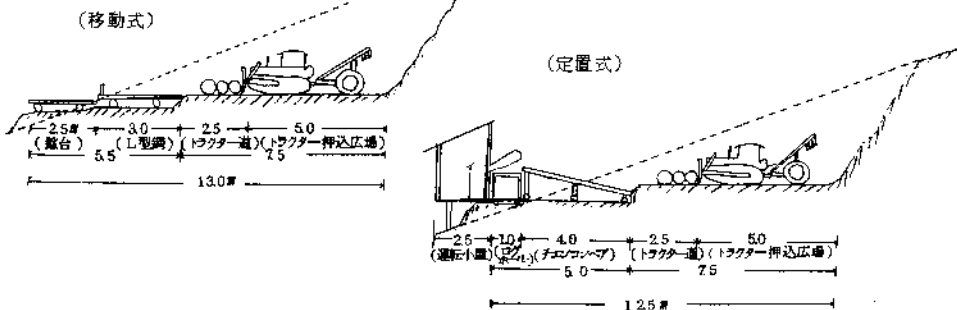 (移動式)
2.5m 3.0 2.5 5.0
(盤台) (L型鋼) (トラクター道)(トラクター押込広場)
5.5 7.5
13.0m
(定置式)
2.5 1.0 4.0 2.5 5.0
(運転小屋) (チエンコンベア) (トラクター道) (トラクター押込広場)
5.0 7.5
12.5m